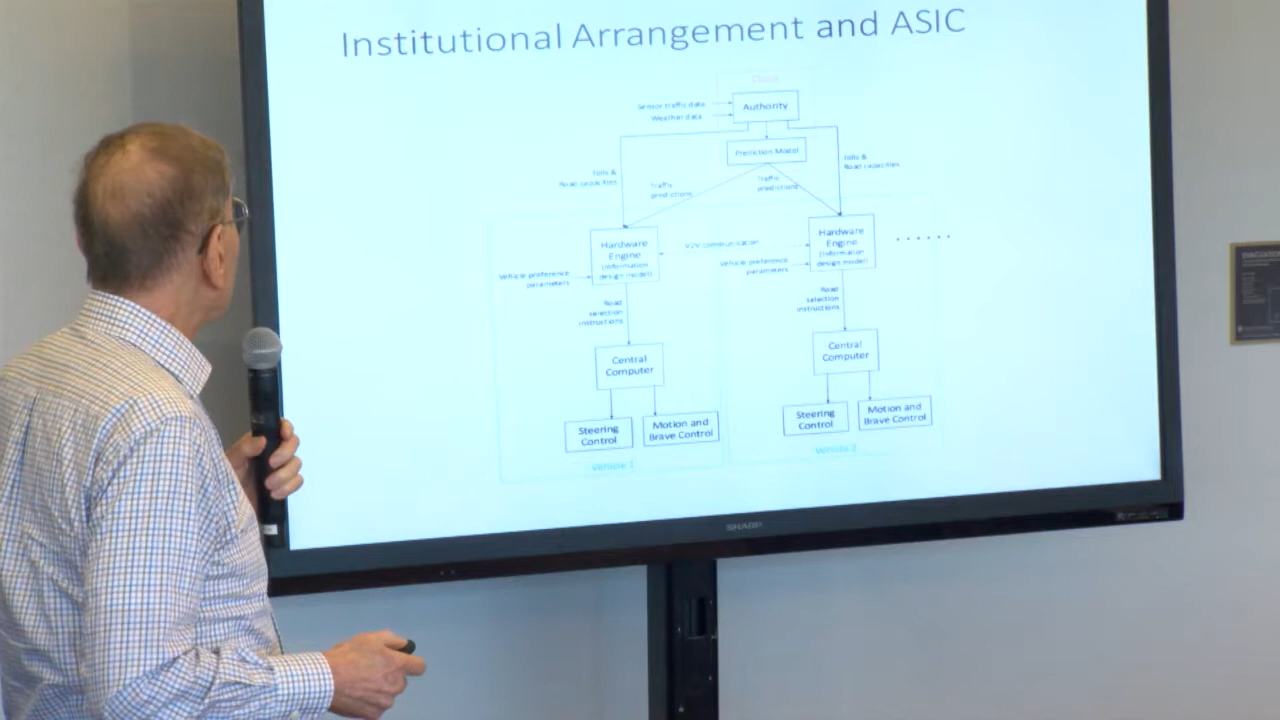 Institutional Arrangement and ASIC
Cloud
Sensor traffic data
Weather data
Authority
Prediction Model
Tolls &
Road capacities
Tolls &
Road capacities
Traffic
predictions
Traffic
predictions
Hardware
Engine
(Information
design model)
V2V communication
Hardware
Engine
(Information
design model)
. . . . . .
Vehicle preference
parameters
Vehicle preference
parameters
Road
selection
instructions
Road
selection
instructions
Central
Computer
Central
Computer
Steering
Control
Motion and
Brave Control
Steering
Control
Motion and
Brave Control
Vehicle 1
Vehicle 2
SHARP